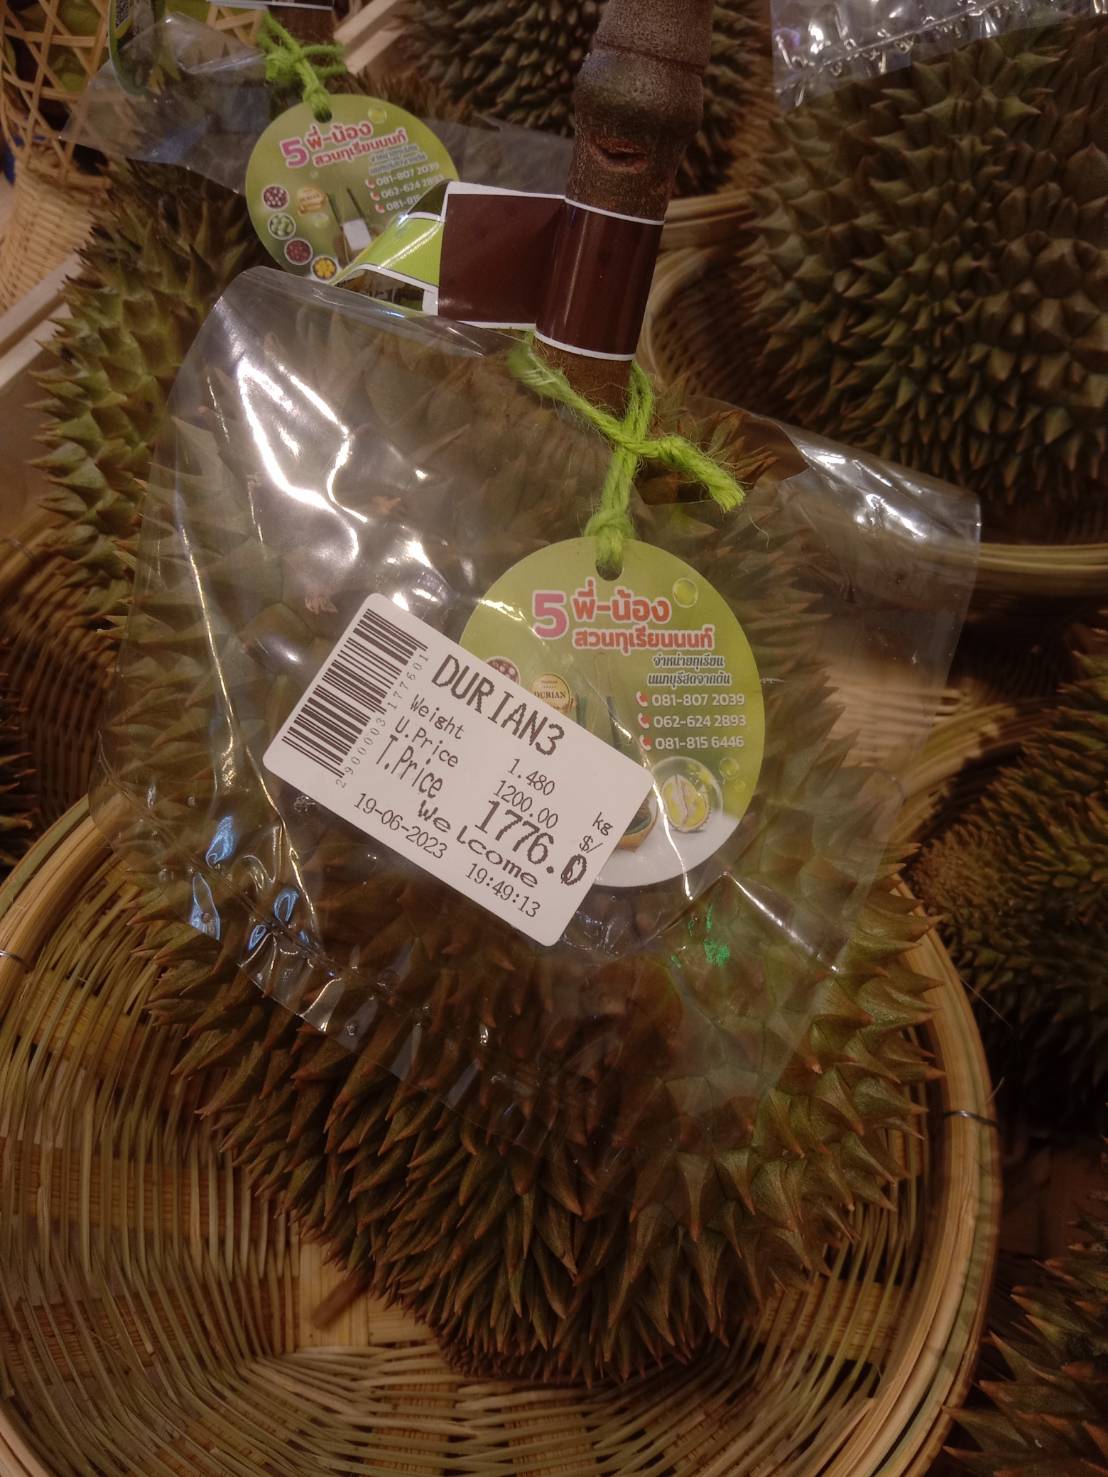 5 พี่-น้อง
สวนทุเรียนนนท์
081-807 2039
062-624 2893
5 พี่-น้อง
สวนทุเรียนนนท์
จำหน่ายทุเรียน
นนทบุรีสดจากต้น
DURIAN
081-807 2039
062-624 2893
081-815 6446
2900003177601
DURIAN3
Weight 1.480 kg
U.Price 1200.00 $/
T.Price 1776.0
WeLcome
19-06-2023 19:49:13